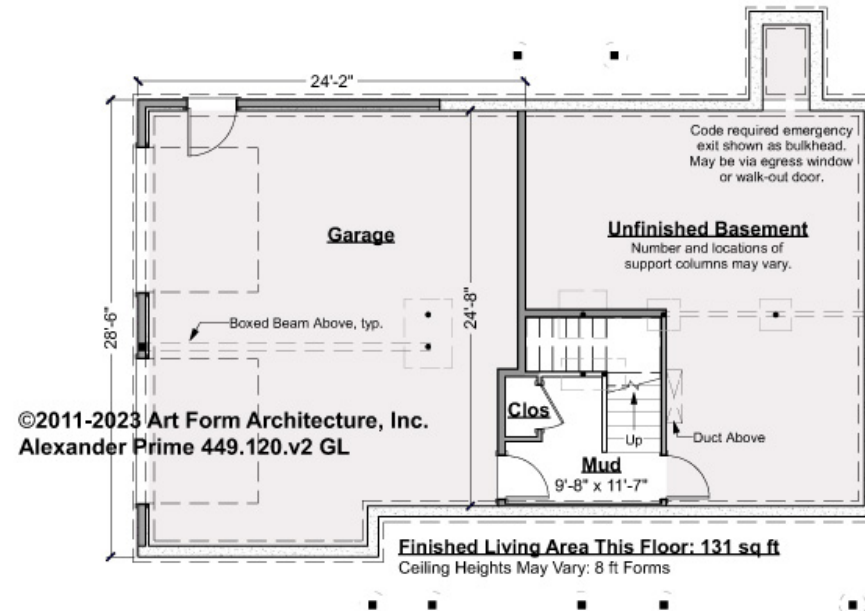 24'-2"
Code required emergency
exit shown as bulkhead.
May be via egress window
or walk-out door.
Garage
Unfinished Basement
Number and locations of
support columns may vary.
28'-6"
24'-8"
Boxed Beam Above, typ.
©2011-2023 Art Form Architecture, Inc.
Alexander Prime 449.120.v2 GL
Clos
Up
Duct Above
Mud
9'-8" x 11'-7"
Finished Living Area This Floor: 131 sq ft
Ceiling Heights May Vary: 8 ft Forms